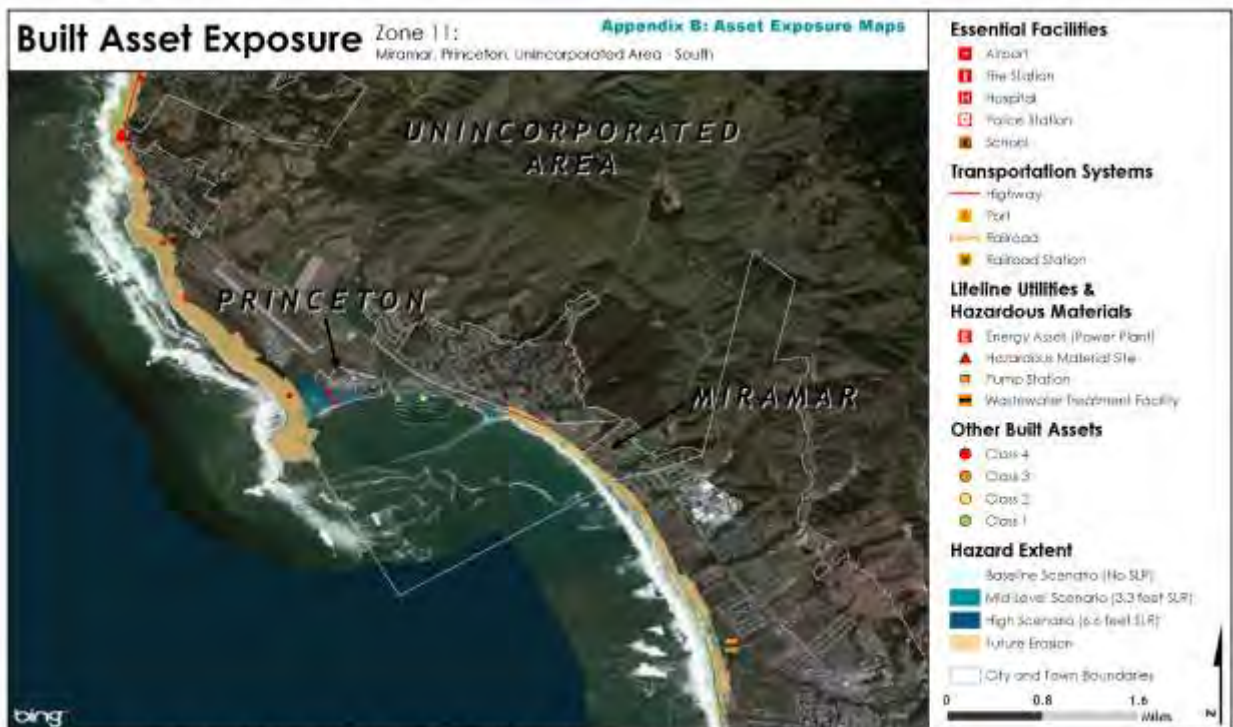 Built Asset Exposure
Zone 11:
Appendix B: Asset Exposure Maps
Miramar, Princeton, Unincorporated Area - South
UNINCORPORATED
AREA
PRINCETON
MIRAMAR
bing
Essential Facilities
Airport
Fire Station
H Hospital
Police Station
School
Transportation Systems
Highway
Port
Railroad
Railroad Station
Lifeline Utilities &
Hazardous Materials
E Energy Asset (Power Plant)
Hazardous Material Site
Pump Station
Wastewater Treatment Facility
Other Built Assets
Class 4
Class 3
Class 2
Class 1
Hazard Extent
Baseline Scenario (No SLR)
Mid-Level Scenario (3.3 feet SLR)
High Scenario (6.6 feet SLR)
Future Erosion
City and Town Boundaries
0 0.8 1.6
Miles
N